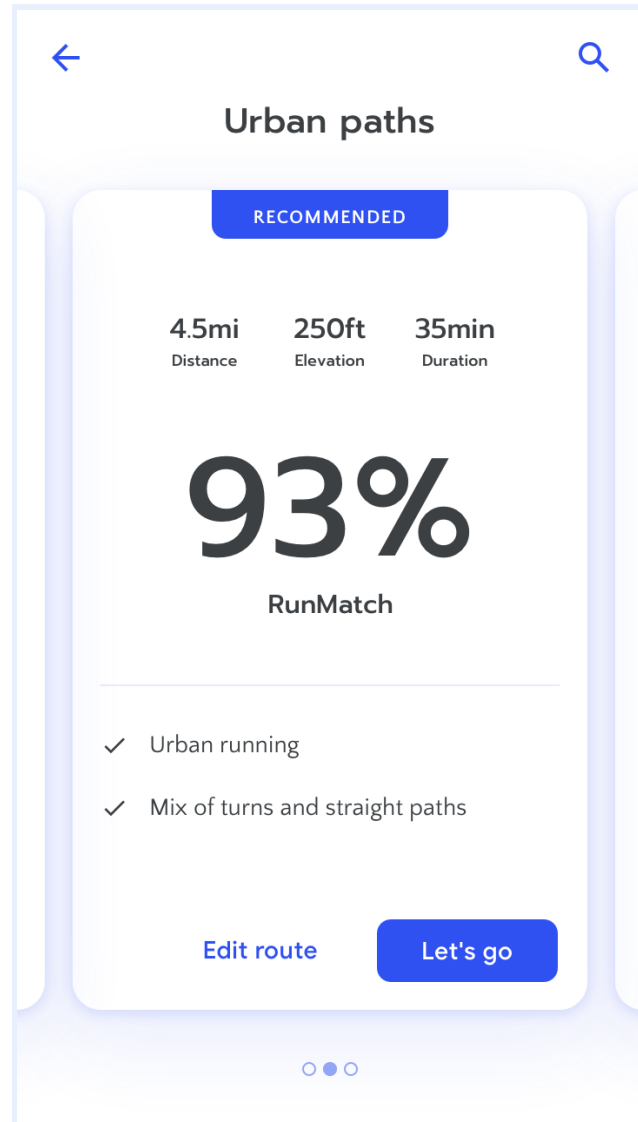 Urban paths
RECOMMENDED
4.5mi 250ft 35min
Distance Elevation Duration
93%
RunMatch
Urban running
Mix of turns and straight paths
Edit route Let's go